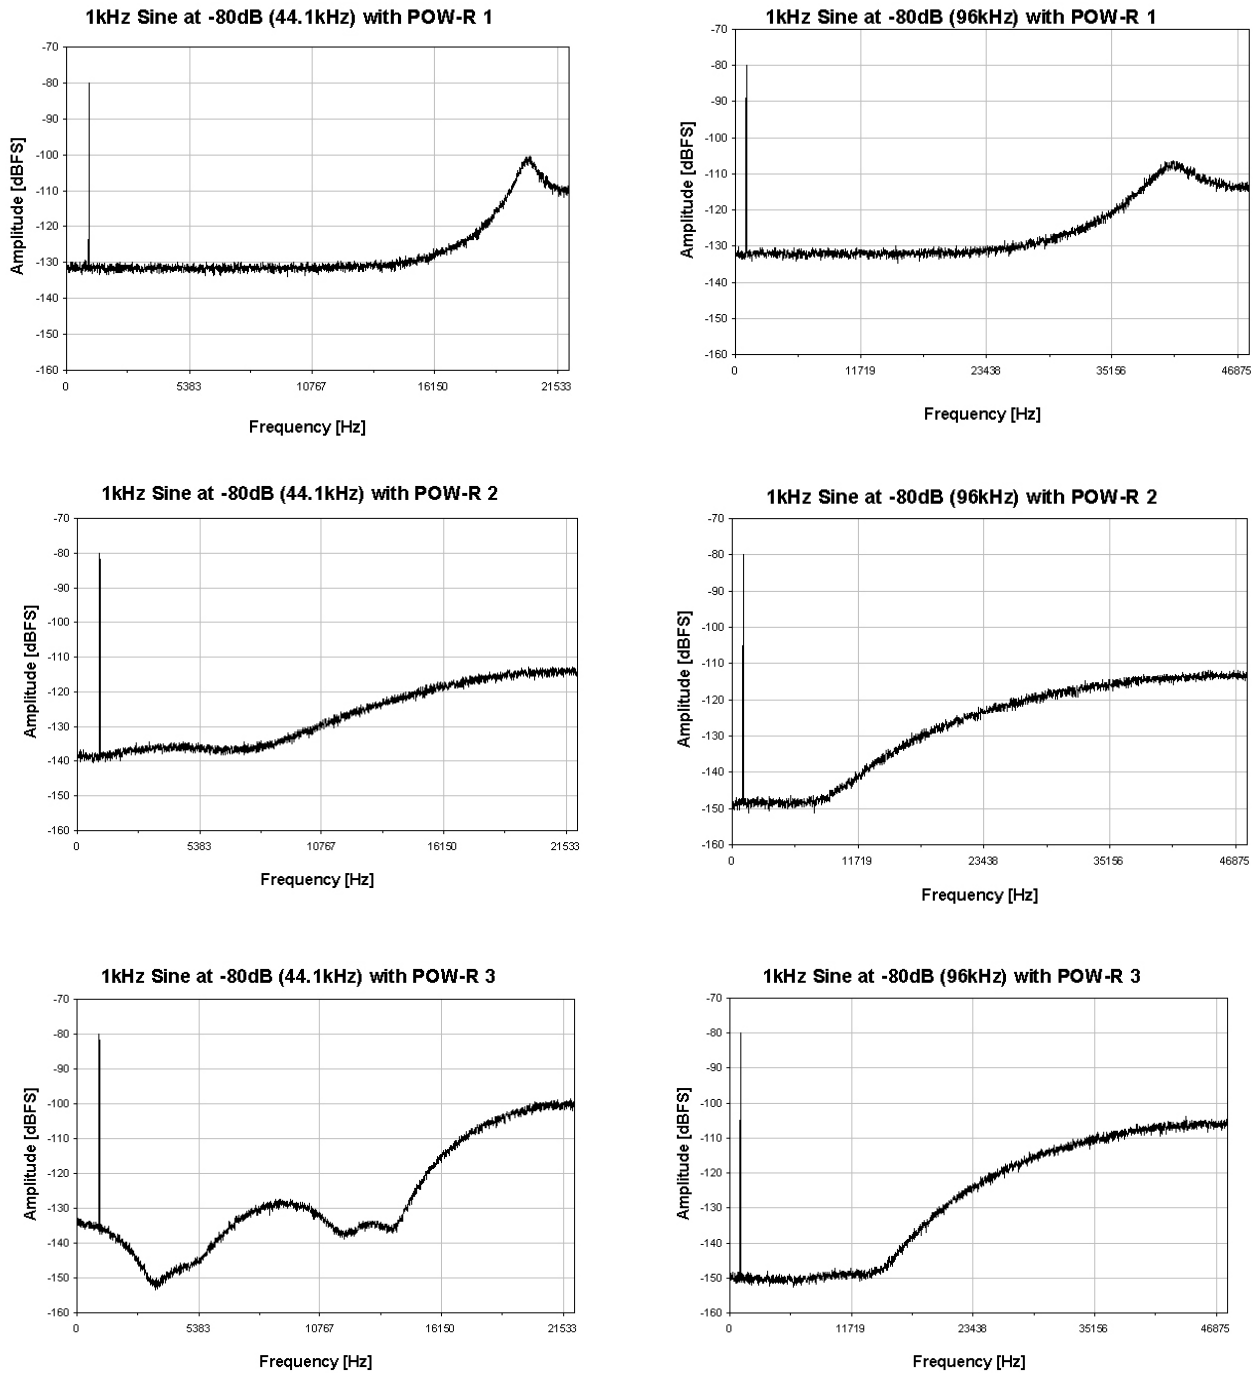 1kHz Sine at -80dB (44.1kHz) with POW-R 1
-70
-80
-90
-100
-110
-120
-130
-140
-150
-160
Amplitude [dBFS]
0 5383 10767 16150 21533
Frequency [Hz]
1kHz Sine at -80dB (96kHz) with POW-R 1
-70
-80
-90
-100
-110
-120
-130
-140
-150
-160
Amplitude [dBFS]
0 11719 23438 35156 46875
Frequency [Hz]
1kHz Sine at -80dB (44.1kHz) with POW-R 2
-70
-80
-90
-100
-110
-120
-130
-140
-150
-160
Amplitude [dBFS]
0 5383 10767 16150 21533
Frequency [Hz]
1kHz Sine at -80dB (96kHz) with POW-R 2
-70
-80
-90
-100
-110
-120
-130
-140
-150
-160
Amplitude [dBFS]
0 11719 23438 35156 46875
Frequency [Hz]
1kHz Sine at -80dB (44.1kHz) with POW-R 3
-70
-80
-90
-100
-110
-120
-130
-140
-150
-160
Amplitude [dBFS]
0 5383 10767 16150 21533
Frequency [Hz]
1kHz Sine at -80dB (96kHz) with POW-R 3
-70
-80
-90
-100
-110
-120
-130
-140
-150
-160
Amplitude [dBFS]
0 11719 23438 35156 46875
Frequency [Hz]